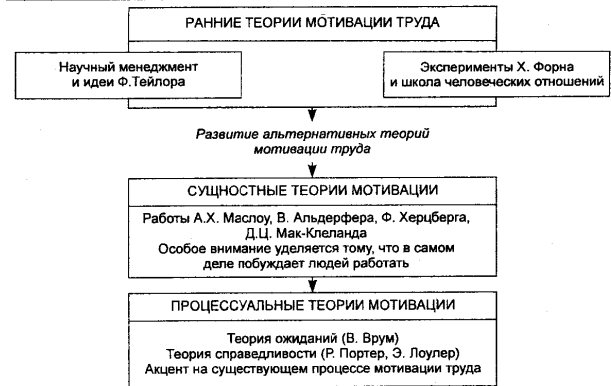 РАННИЕ ТЕОРИИ МОТИВАЦИИ ТРУДА
Научный менеджмент
и идеи Ф.Тейлора
Эксперименты Х. Форна
и школа человеческих отношений
Развитие альтернативных теорий
мотивации труда
СУЩНОСТНЫЕ ТЕОРИИ МОТИВАЦИИ
Работы А.Х. Маслоу, В. Альдерфера, Ф. Херцберга,
Д.Ц. Мак-Клеланда
Особое внимание уделяется тому, что в самом
деле побуждает людей работать
ПРОЦЕССУАЛЬНЫЕ ТЕОРИИ МОТИВАЦИИ
Теория ожиданий (В. Врум)
Теория справедливости (Р. Портер, Э. Лоулер)
Акцент на существующем процессе мотивации труда